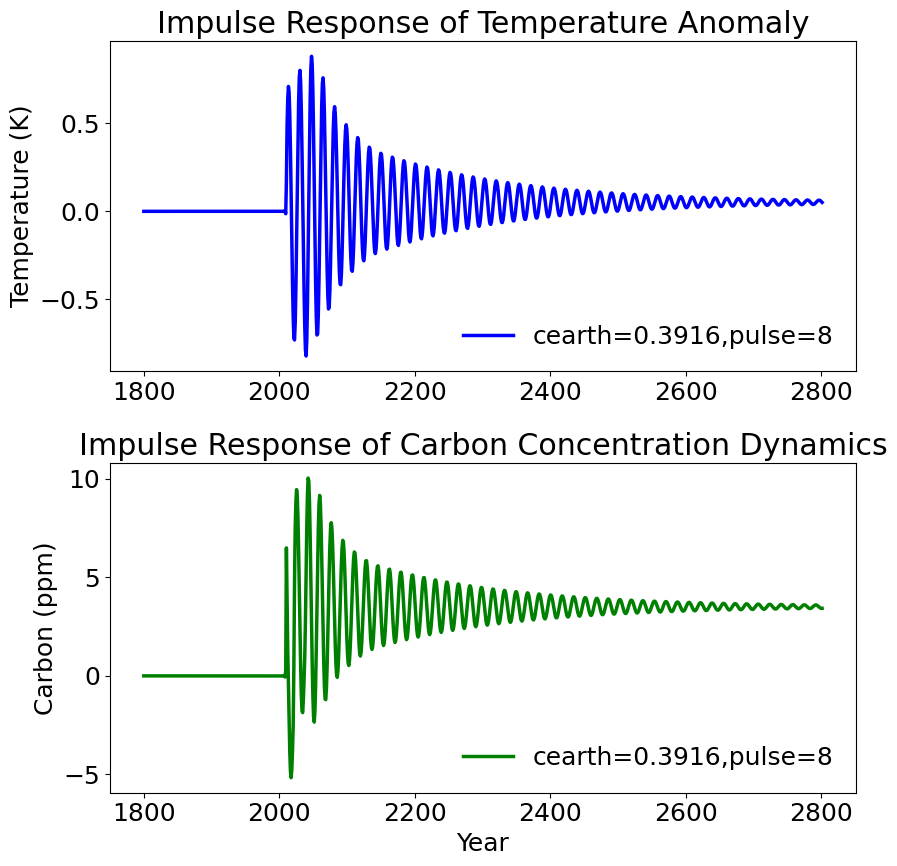 Impulse Response of Temperature Anomaly
Temperature (K)
0.5
0.0
−0.5
cearth=0.3916,pulse=8
1800 2000 2200 2400 2600 2800
Impulse Response of Carbon Concentration Dynamics
Carbon (ppm)
10
5
0
−5
cearth=0.3916,pulse=8
1800 2000 2200 2400 2600 2800
Year